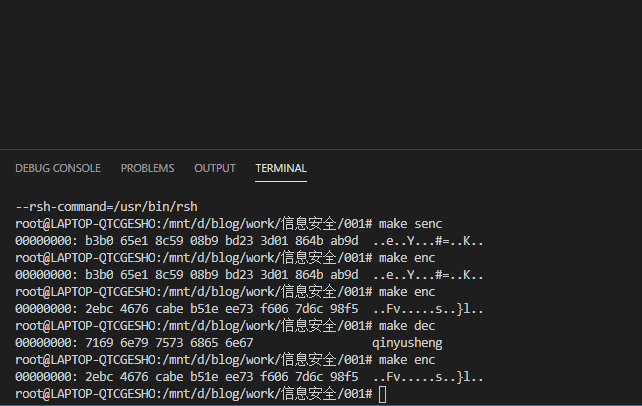 DEBUG CONSOLE PROBLEMS OUTPUT TERMINAL
--rsh-command=/usr/bin/rsh
root@LAPTOP-QTCGESHO:/mnt/d/blog/work/信息安全/001# make senc
00000000: b3b0 65e1 8c59 08b9 bd23 3d01 864b ab9d ..e..Y...#=..K..
root@LAPTOP-QTCGESHO:/mnt/d/blog/work/信息安全/001# make enc
00000000: b3b0 65e1 8c59 08b9 bd23 3d01 864b ab9d ..e..Y...#=..K..
root@LAPTOP-QTCGESHO:/mnt/d/blog/work/信息安全/001# make enc
00000000: 2ebc 4676 cabe b51e ee73 f606 7d6c 98f5 ..Fv.....s..}l..
root@LAPTOP-QTCGESHO:/mnt/d/blog/work/信息安全/001# make dec
00000000: 7169 6e79 7573 6865 6e67 qinyusheng
root@LAPTOP-QTCGESHO:/mnt/d/blog/work/信息安全/001# make enc
00000000: 2ebc 4676 cabe b51e ee73 f606 7d6c 98f5 ..Fv.....s..}l..
root@LAPTOP-QTCGESHO:/mnt/d/blog/work/信息安全/001#